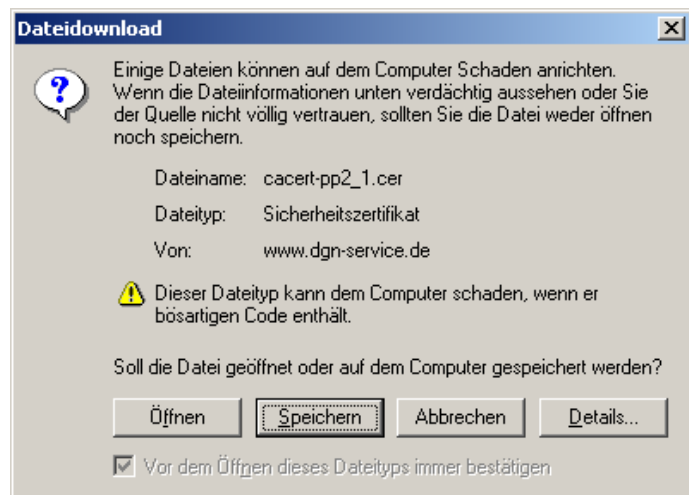 Dateidownload
Einige Dateien können auf dem Computer Schaden anrichten.
Wenn die Dateiinformationen unten verdächtig aussehen oder Sie
der Quelle nicht völlig vertrauen, sollten Sie die Datei weder öffnen
noch speichern.
Dateiname: cacert-pp2_1.cer
Dateityp: Sicherheitszertifikat
Von: www.dgn-service.de
Dieser Dateityp kann dem Computer schaden, wenn er
bösartigen Code enthält.
Soll die Datei geöffnet oder auf dem Computer gespeichert werden?
Öffnen Speichern Abbrechen Details...
Vor dem Öffnen dieses Dateityps immer bestätigen